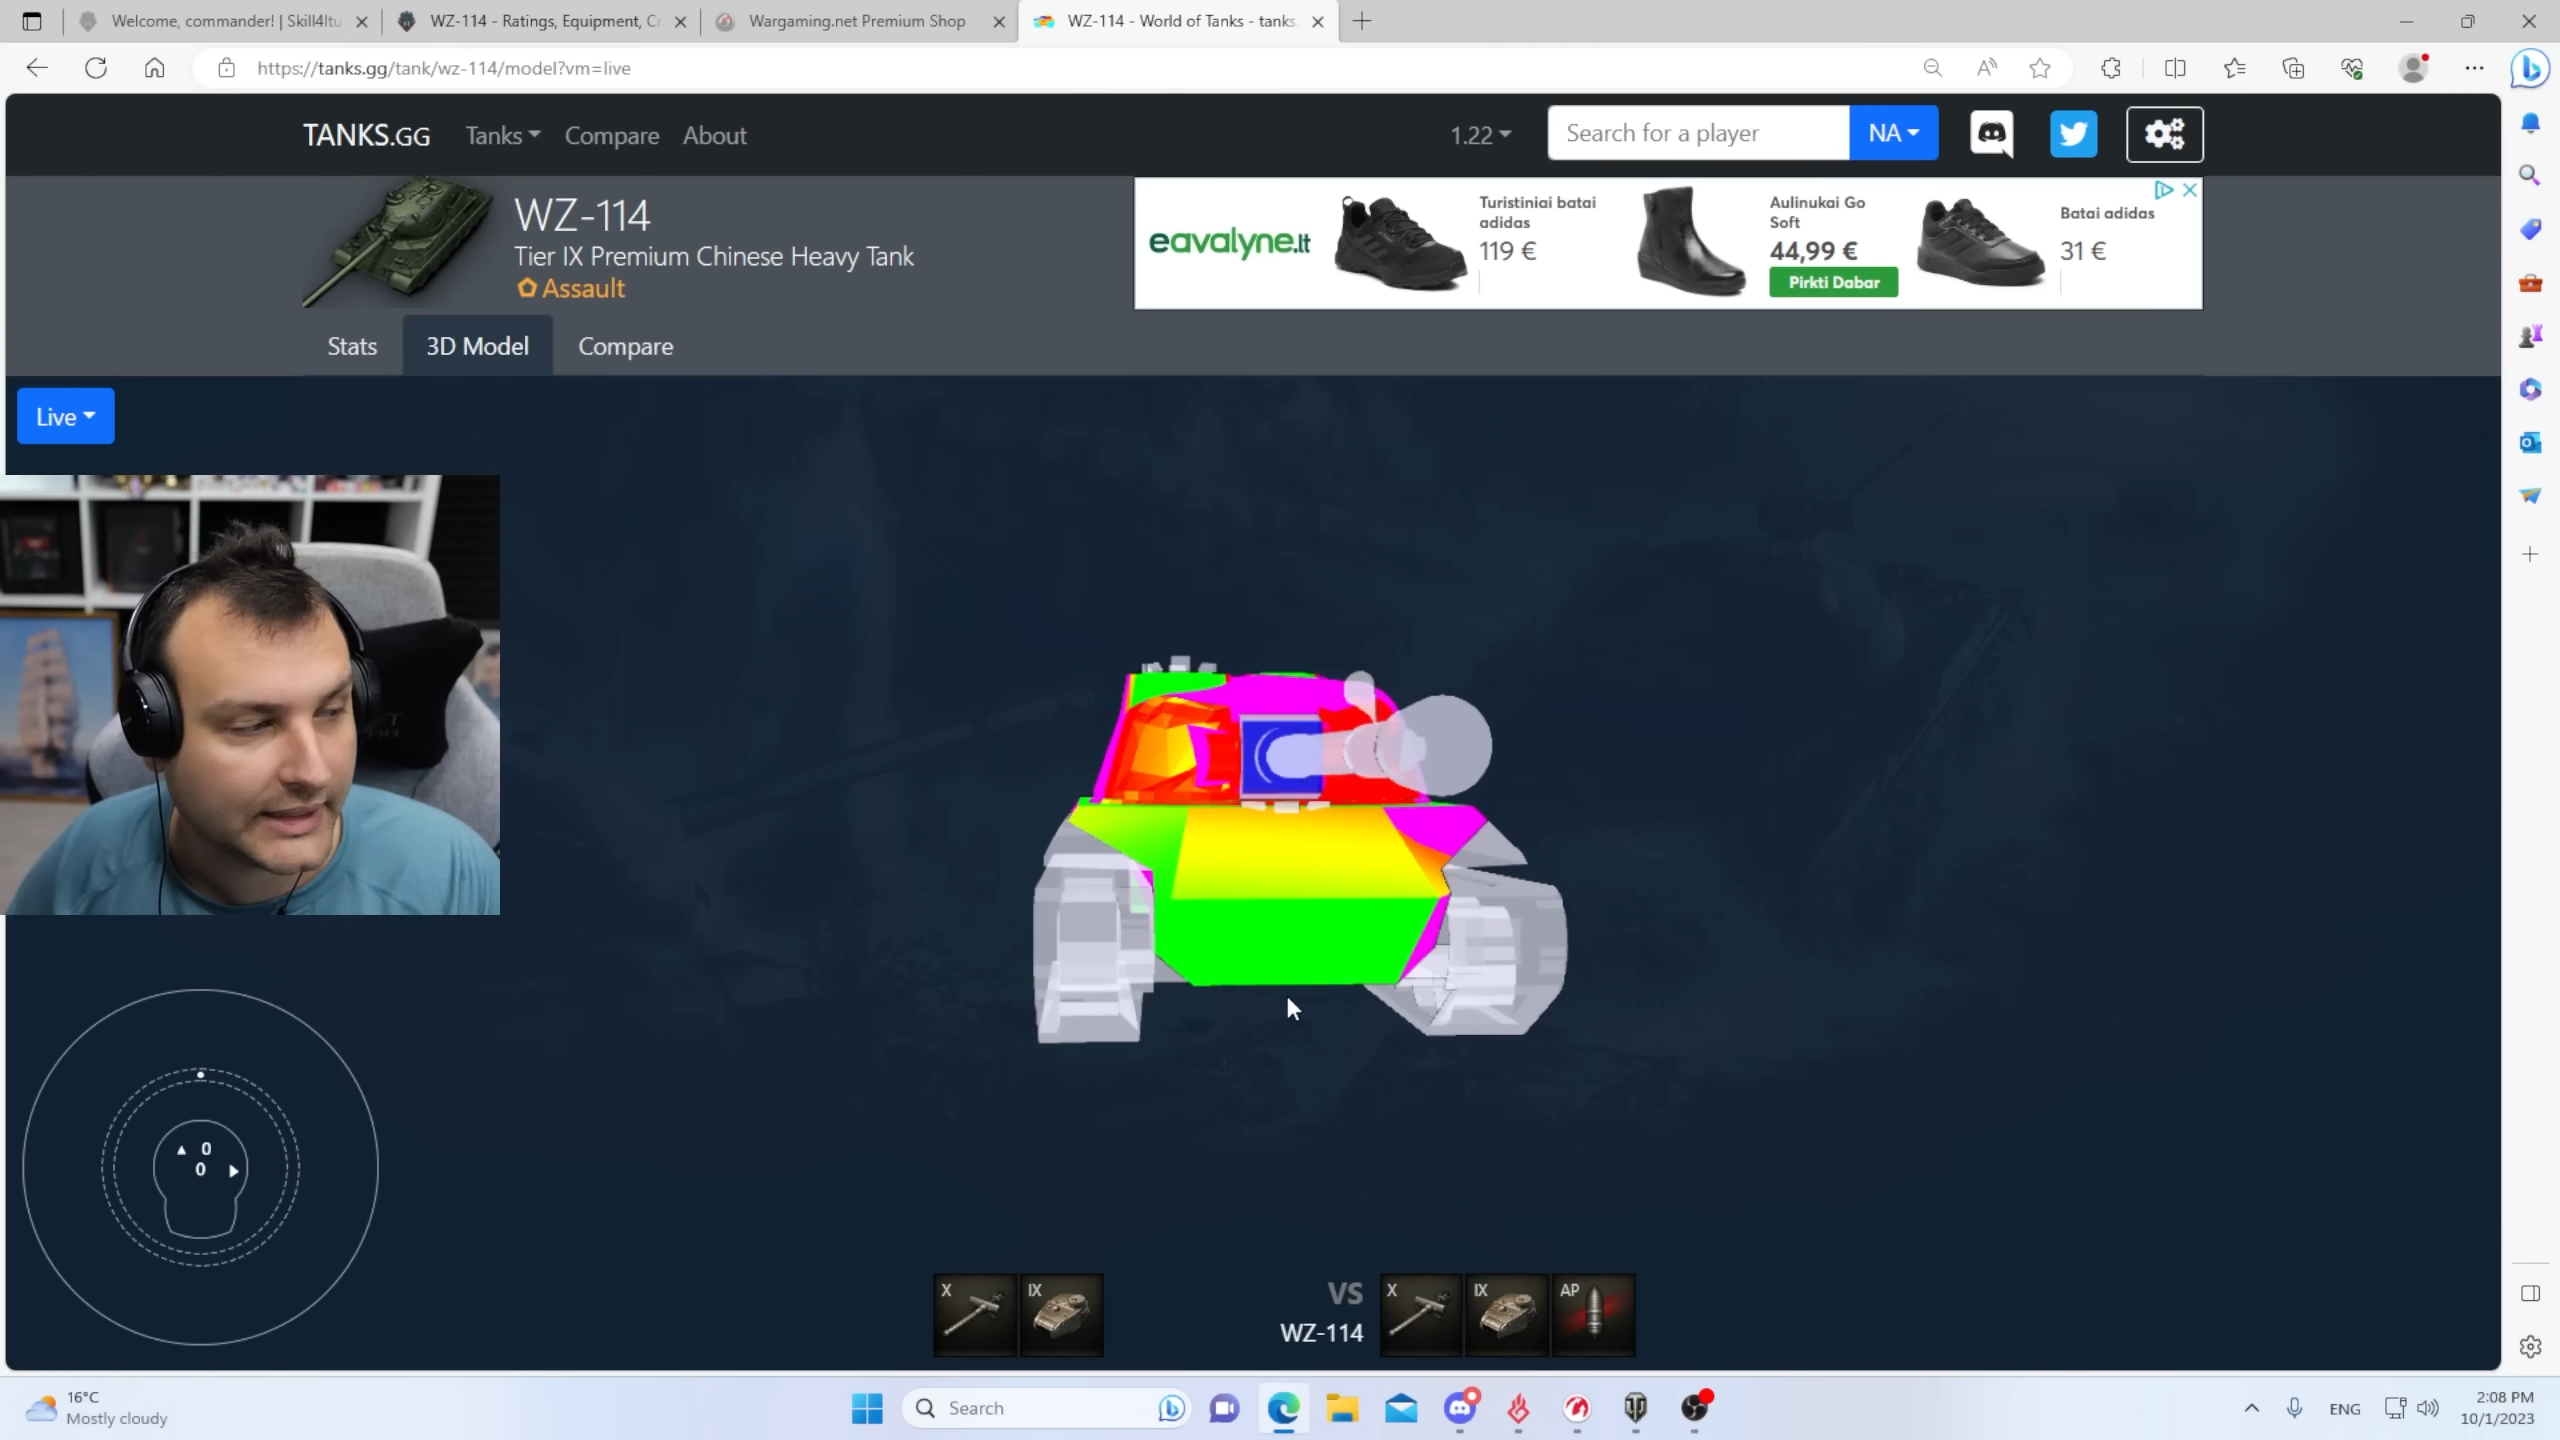 Welcome, commander! | Skill4ltu
WZ-114 - Ratings, Equipment, Cr
Wargaming.net Premium Shop
WZ-114 - World of Tanks - tanks.
https://tanks.gg/tank/wz-114/model?vm=live
TANKS.GG
Tanks
Compare
About
1.22
Search for a player
NA
WZ-114
Tier IX Premium Chinese Heavy Tank
Assault
eavalyne.lt
Turistiniai batai
adidas
119 €
Aulinukai Go
Soft
44,99 €
Pirkti Dabar
Batai adidas
31 €
Stats
3D Model
Compare
Live
0
0
X
IX
VS
WZ-114
X
IX
AP
16°C
Mostly cloudy
Search
ENG
2:08 PM
10/1/2023